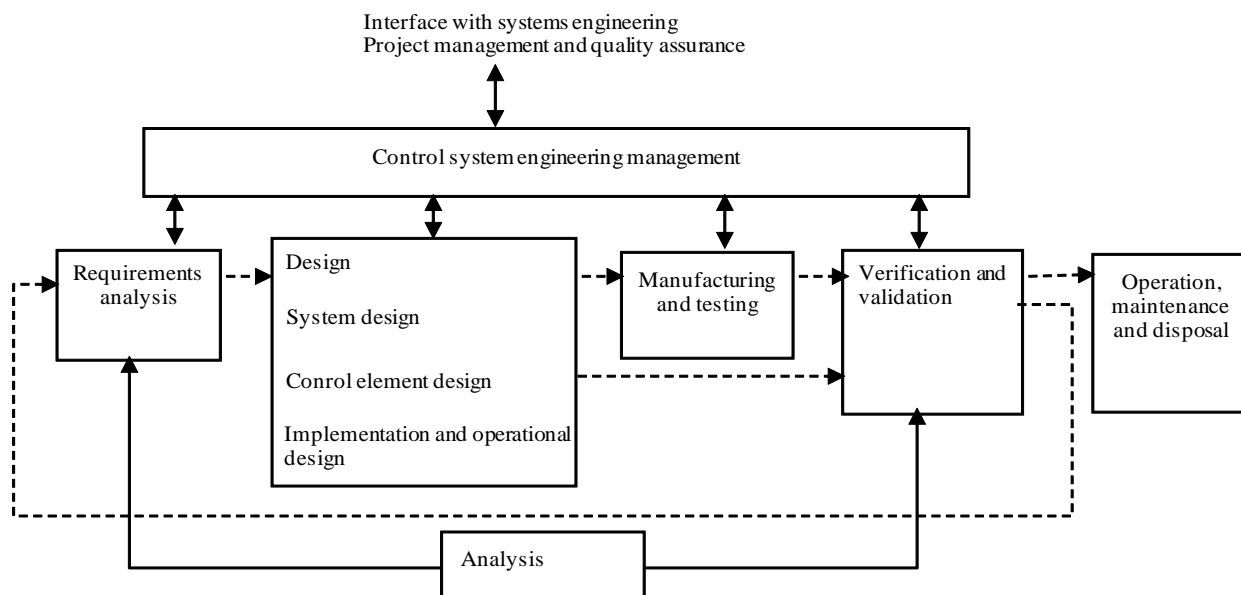 Interface with systems engineering
Project management and quality assurance
Control system engineering management
Requirements
analysis
Design
System design
Conrol element design
Implementation and operational
design
Manufacturing
and testing
Verification and
validation
Operation,
maintenance
and disposal
Analysis